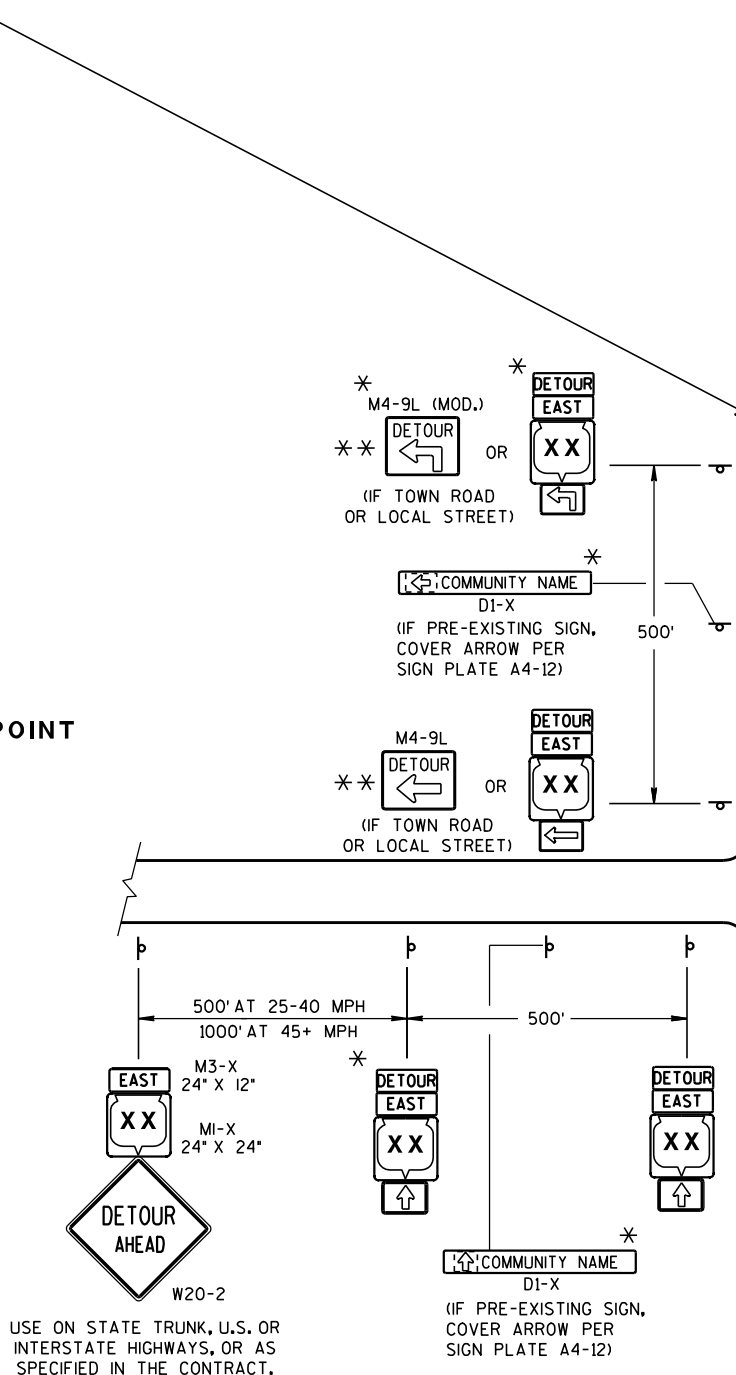 *
DETOUR
EAST
XX
*
M4-9L (MOD.)
** DETOUR
OR
(IF TOWN ROAD
OR LOCAL STREET)
*
COMMUNITY NAME
D1-X
(IF PRE-EXISTING SIGN,
COVER ARROW PER
SIGN PLATE A4-12)
500'
POINT
M4-9L
** DETOUR
OR
(IF TOWN ROAD
OR LOCAL STREET)
DETOUR
EAST
XX
500' AT 25-40 MPH
1000' AT 45+ MPH
500'
EAST
M3-X
24" X 12"
XX
M1-X
24" X 24"
DETOUR
AHEAD
W20-2
USE ON STATE TRUNK, U.S. OR
INTERSTATE HIGHWAYS, OR AS
SPECIFIED IN THE CONTRACT.
*
DETOUR
EAST
XX
DETOUR
EAST
XX
*
COMMUNITY NAME
D1-X
(IF PRE-EXISTING SIGN,
COVER ARROW PER
SIGN PLATE A4-12)